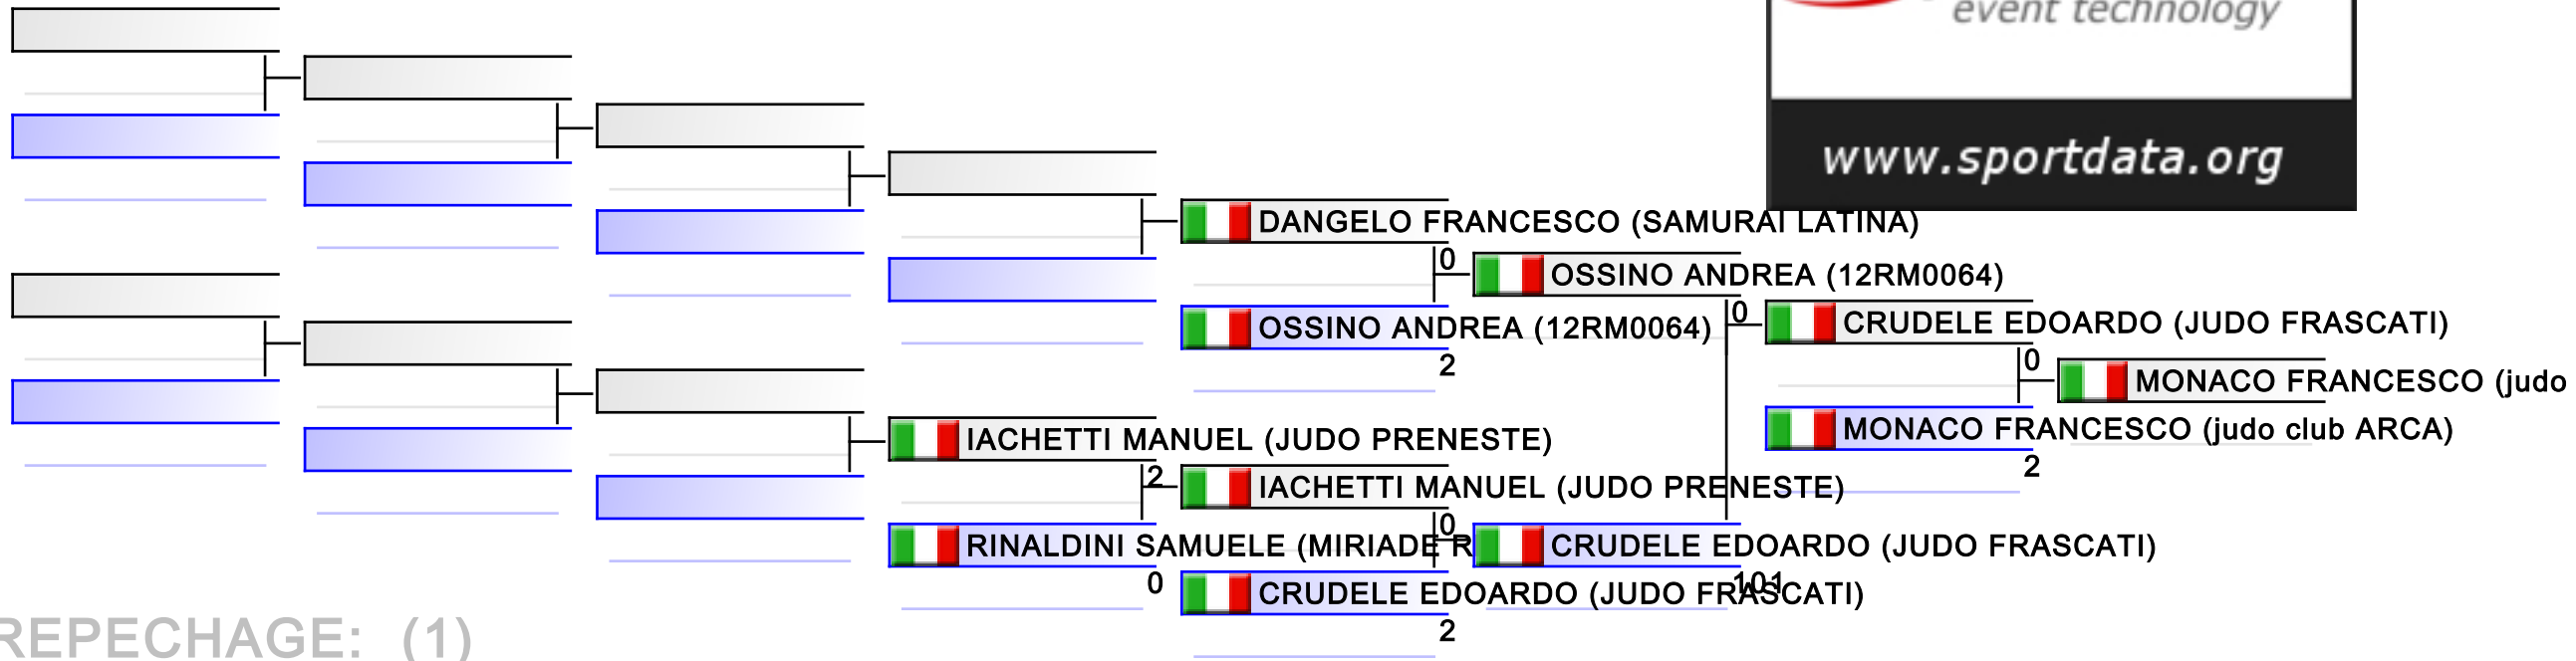 event technology
www.sportdata.org
DANGELO FRANCESCO (SAMURAI LATINA)
0
OSSINO ANDREA (12RM0064)
OSSINO ANDREA (12RM0064)
2
0
CRUDELE EDOARDO (JUDO FRASCATI)
0
MONACO FRANCESCO (judo
MONACO FRANCESCO (judo club ARCA)
2
IACHETTI MANUEL (JUDO PRENESTE)
2
IACHETTI MANUEL (JUDO PRENESTE)
0
RINALDINI SAMUELE (MIRIADE R
0
CRUDELE EDOARDO (JUDO FRASCATI)
101
CRUDELE EDOARDO (JUDO FRASCATI)
2
REPECHAGE: (1)